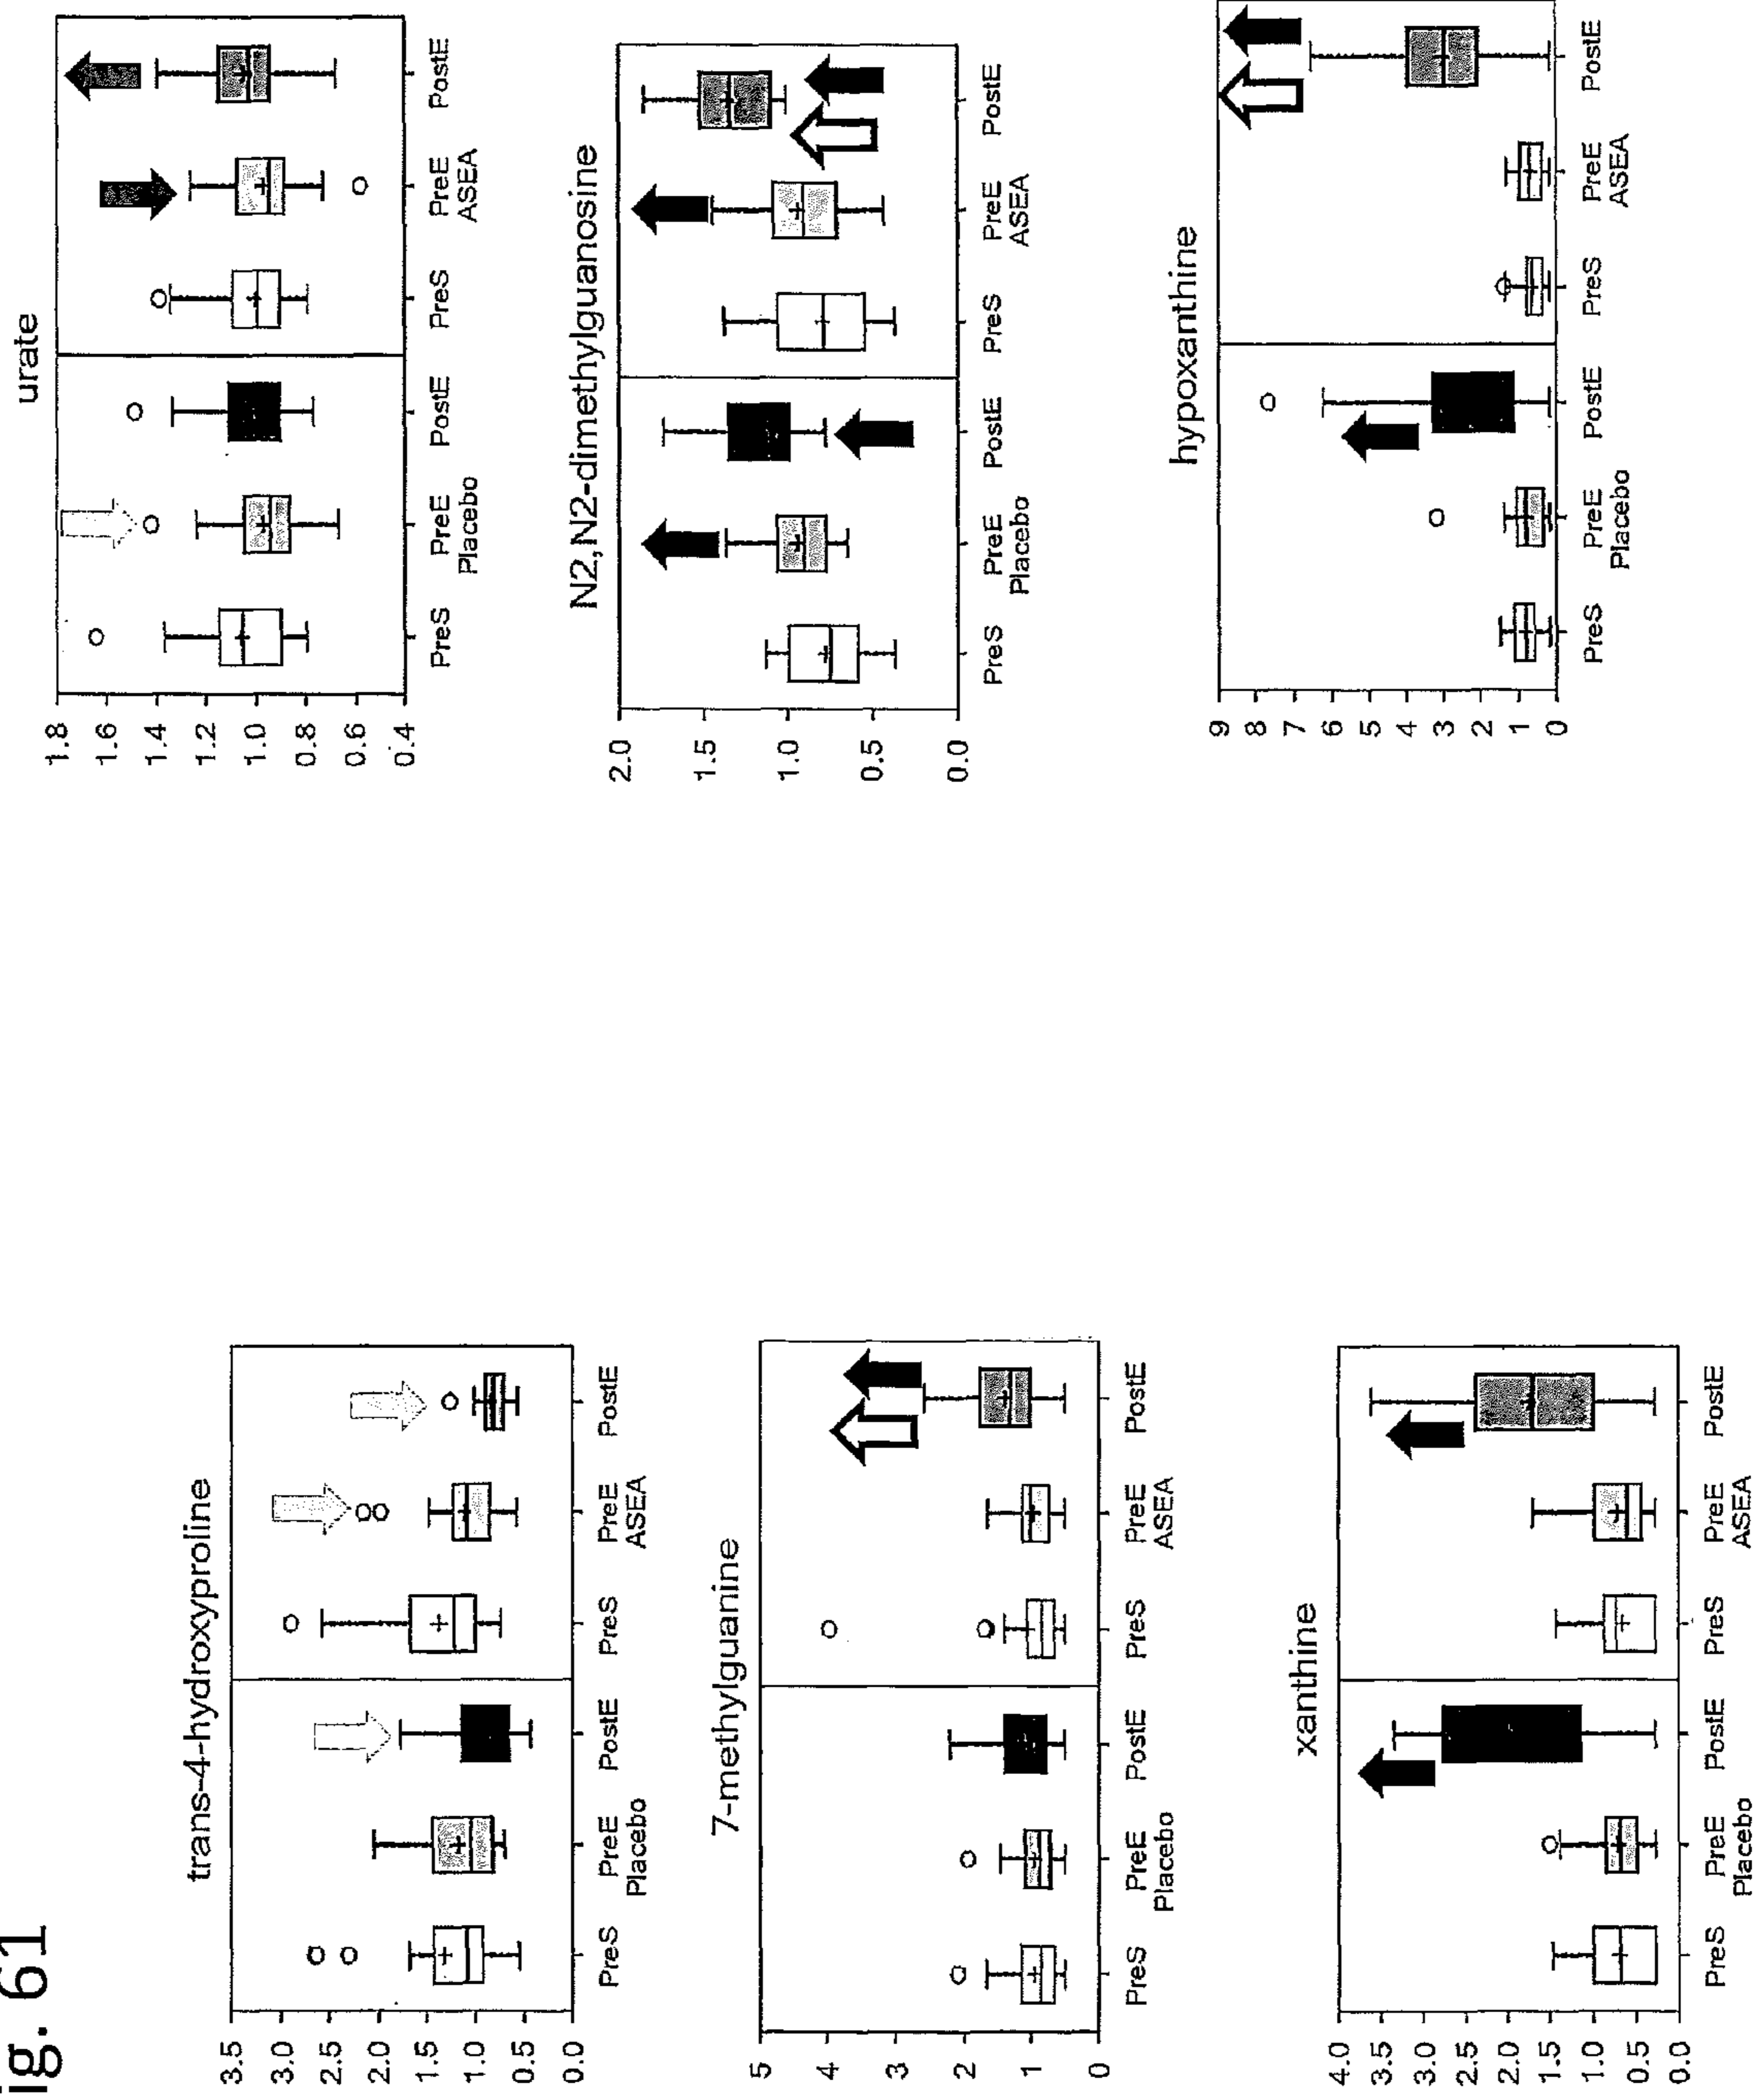 ig. 61
trans-4-hydroxyproline
3.5
3.0
2.5
2.0
1.5
1.0
0.5
0.0
PreS PreE PostE PreS PreE PostE
Placebo ASEA
urate
1.8
1.6
1.4
1.2
1.0
0.8
0.6
0.4
PreS PreE PostE PreS PreE PostE
Placebo ASEA
7-methylguanine
5
4
3
2
1
0
PreS PreE PostE PreS PreE PostE
Placebo ASEA
N2,N2-dimethylguanosine
2.0
1.5
1.0
0.5
0.0
PreS PreE PostE PreS PreE PostE
Placebo ASEA
xanthine
4.0
3.5
3.0
2.5
2.0
1.5
1.0
0.5
0.0
PreS PreE PostE PreS PreE PostE
Placebo ASEA
hypoxanthine
9
8
7
6
5
4
3
2
1
0
PreS PreE PostE PreS PreE PostE
Placebo ASEA